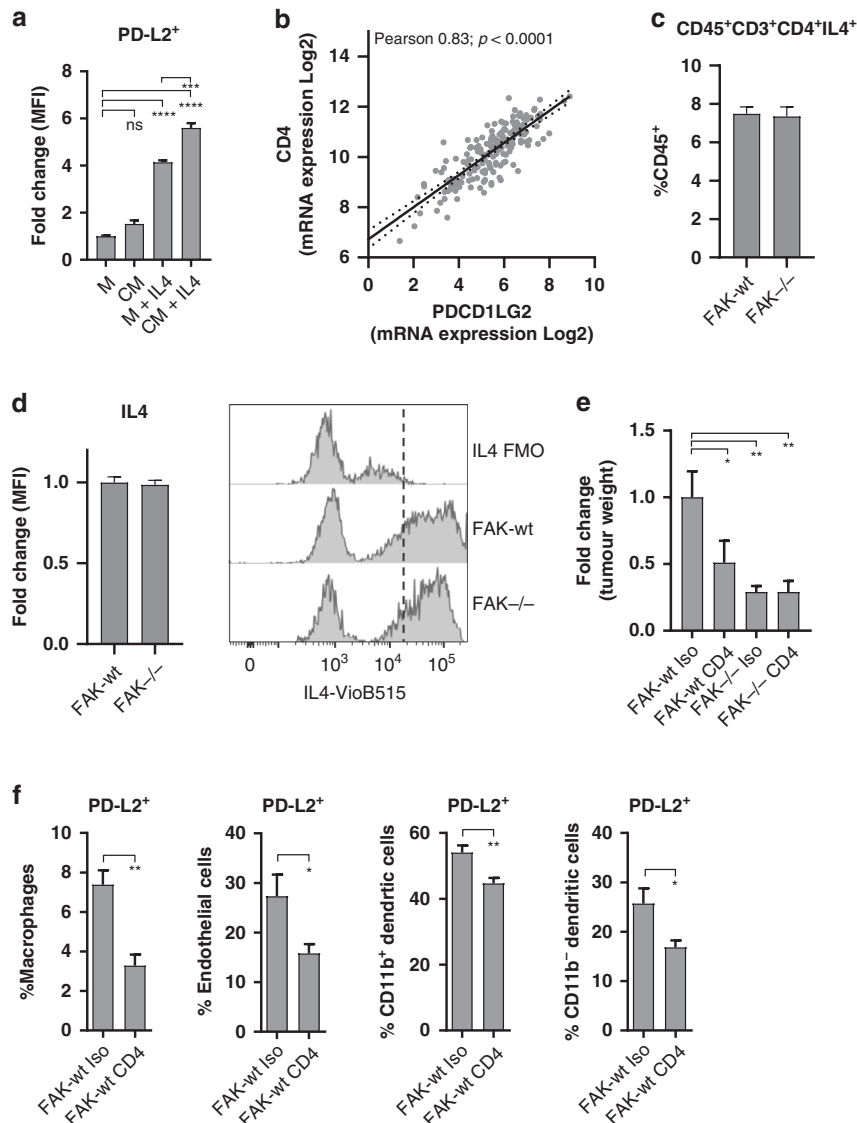 a
PD-L2+
Fold change (MFI)
8
6
4
2
0
ns
****
****
***
M
CM
M + IL4
CM + IL4
b
Pearson 0.83; p < 0.0001
CD4
(mRNA expression Log2)
14
12
10
8
6
0 2 4 6 8 10
PDCD1LG2
(mRNA expression Log2)
c
CD45+CD3+CD4+IL4+
%CD45+
10
8
6
4
2
0
FAK-wt
FAK−/−
d
IL4
Fold change (MFI)
1.0
0.5
0.0
FAK-wt
FAK−/−
IL4 FMO
FAK-wt
FAK−/−
0 103 104 105
IL4-VioB515
e
Fold change
(tumour weight)
1.5
1.0
0.5
0.0
*
**
**
FAK-wt Iso
FAK-wt CD4
FAK−/− Iso
FAK−/− CD4
f
PD-L2+
%Macrophages
10
8
6
4
2
0
**
FAK-wt Iso
FAK-wt CD4
PD-L2+
% Endothelial cells
40
30
20
10
0
*
FAK-wt Iso
FAK-wt CD4
PD-L2+
% CD11b+ dendrtic cells
60
40
20
0
**
FAK-wt Iso
FAK-wt CD4
PD-L2+
% CD11b− dendritic cells
40
30
20
10
0
*
FAK-wt Iso
FAK-wt CD4